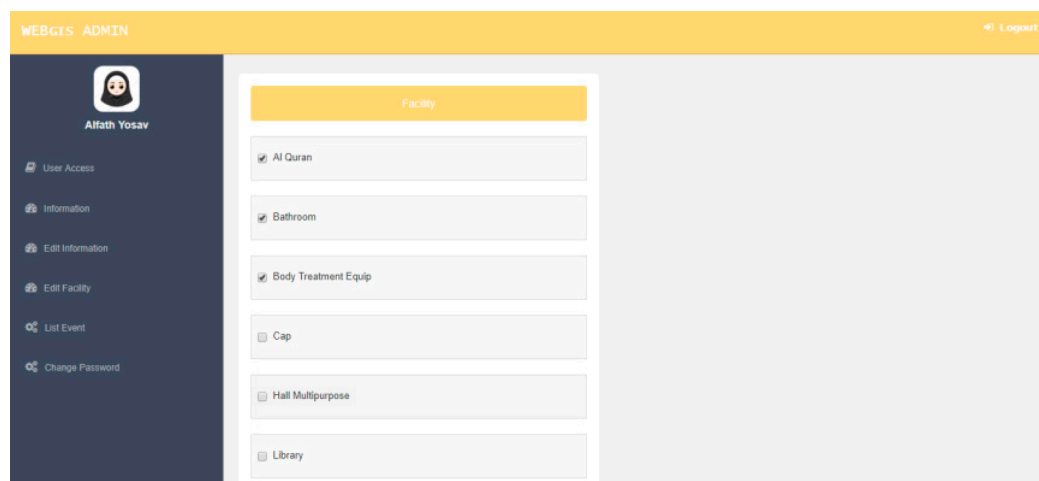 WEBGIS ADMIN
Logout
Alfath Yosav
User Access
Information
Edit Information
Edit Facility
List Event
Change Password
Facility
Al Quran
Bathroom
Body Treatment Equip
Cap
Hall Multipurpose
Library